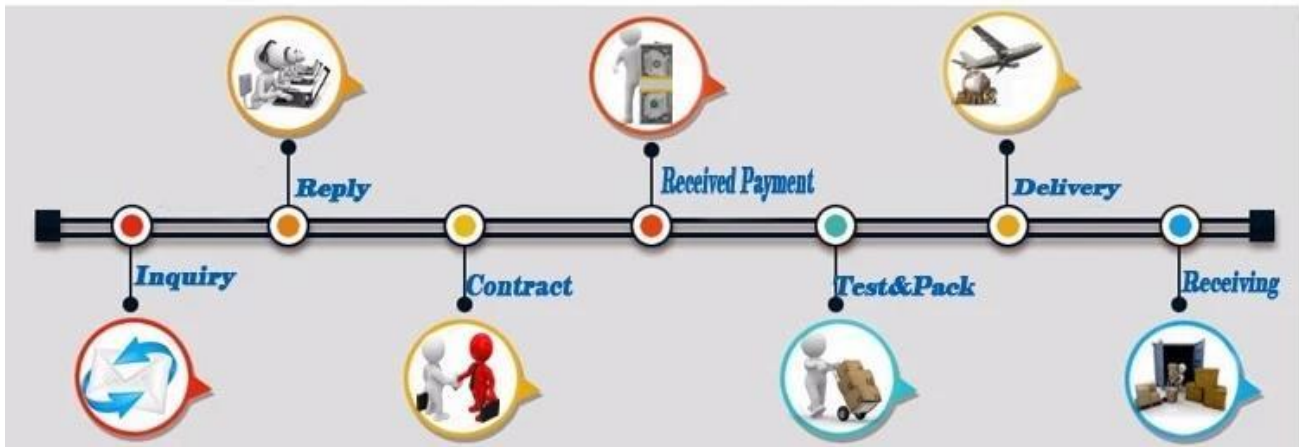 Inquiry
Reply
Contract
Received Payment
Test&Pack
Delivery
Receiving